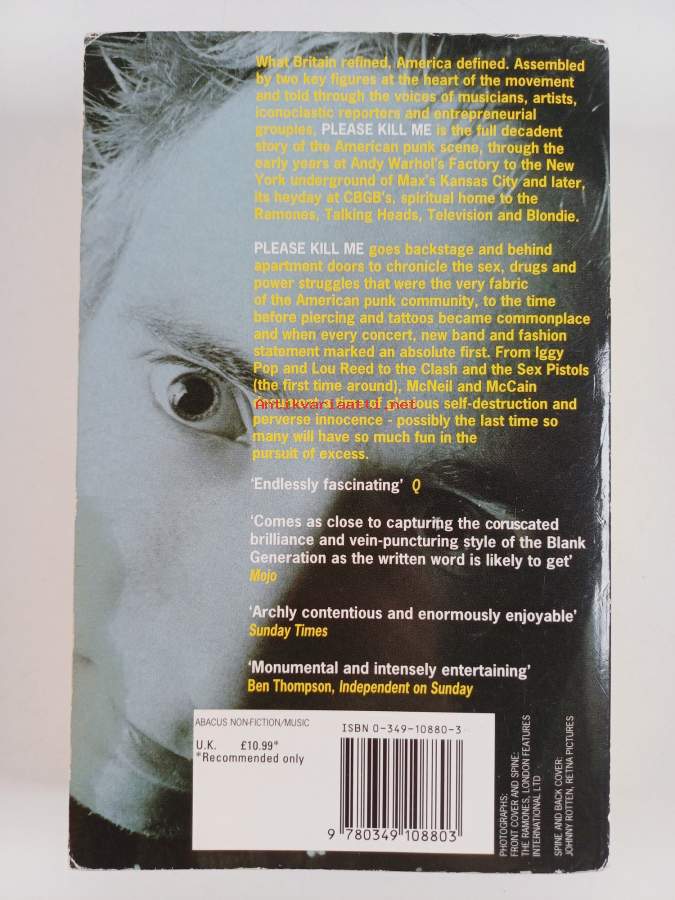 What Britain refined, America defined. Assembled
by two key figures at the heart of the movement
and told through the voices of musicians, artists,
iconoclastic reporters and entrepreneurial
groupies, PLEASE KILL ME is the full decadent
story of the American punk scene, through the
early years at Andy Warhol's Factory to the New
York underground of Max's Kansas City and later,
its heyday at CBGB's, spiritual home to the
Ramones, Talking Heads, Television and Blondie.
PLEASE KILL ME goes backstage and behind
apartment doors to chronicle the sex, drugs and
power struggles that were the very fabric
of the American punk community, to the time
before piercing and tattoos became commonplace
and when every concert, new band and fashion
statement marked an absolute first. From Iggy
Pop and Lou Reed to the Clash and the Sex Pistols
(the first time around), McNeil and McCain
a time of self-destruction and
Antikvariaatti.net
perverse innocence - possibly the last time so
many will have so much fun in the
pursuit of excess.
'Endlessly fascinating' Q
'Comes as close to capturing the coruscated
brilliance and vein-puncturing style of the Blank
Generation as the written word is likely to get'
Mojo
'Archly contentious and enormously enjoyable'
Sunday Times
'Monumental and intensely entertaining'
Ben Thompson, Independent on Sunday
ABACUS NON-FICTION/MUSIC
U.K. £10.99*
*Recommended only
ISBN 0-349-10880-3
9 780349 108803
PHOTOGRAPHS:
FRONT COVER AND SPINE:
THE RAMONES, LONDON FEATURES
INTERNATIONAL LTD
SPINE AND BACK COVER:
JOHNNY ROTTEN, RETNA PICTURES